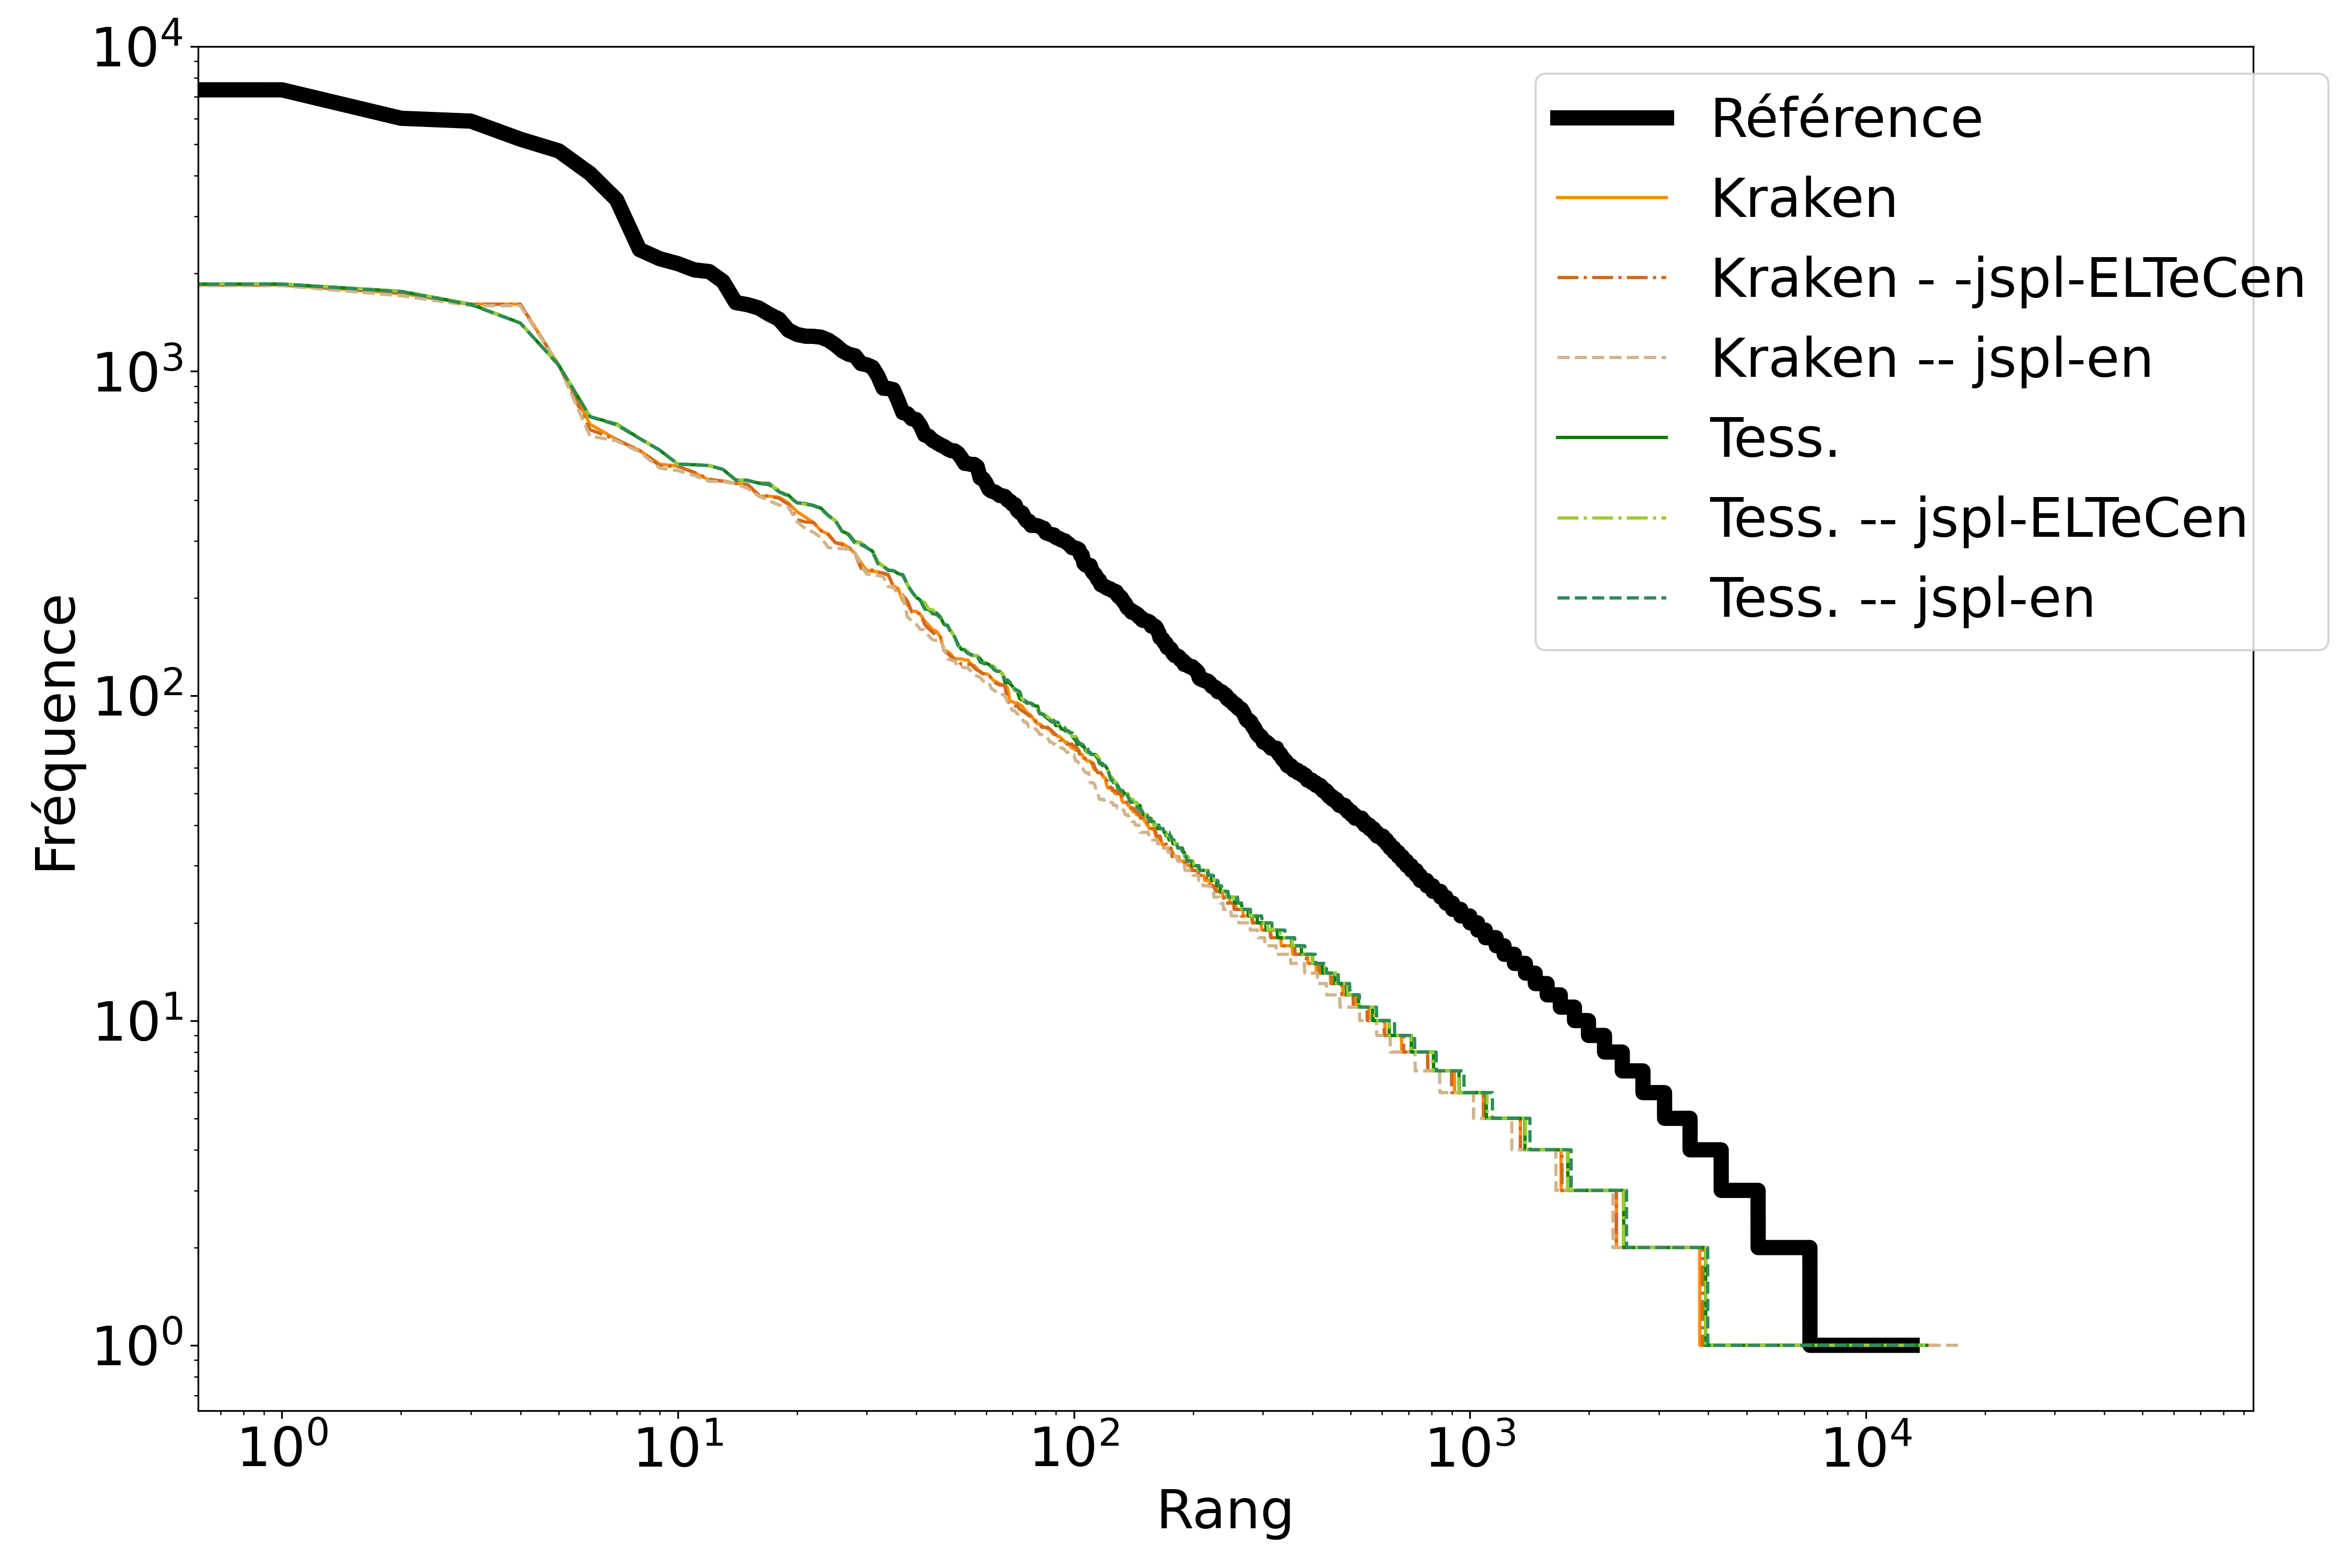 10⁴
10³
10²
10¹
10⁰
Fréquence
10⁰ 10¹ 10² 10³ 10⁴
Rang
Référence
Kraken
Kraken - -jspl-ELTeCen
Kraken -- jspl-en
Tess.
Tess. -- jspl-ELTeCen
Tess. -- jspl-en